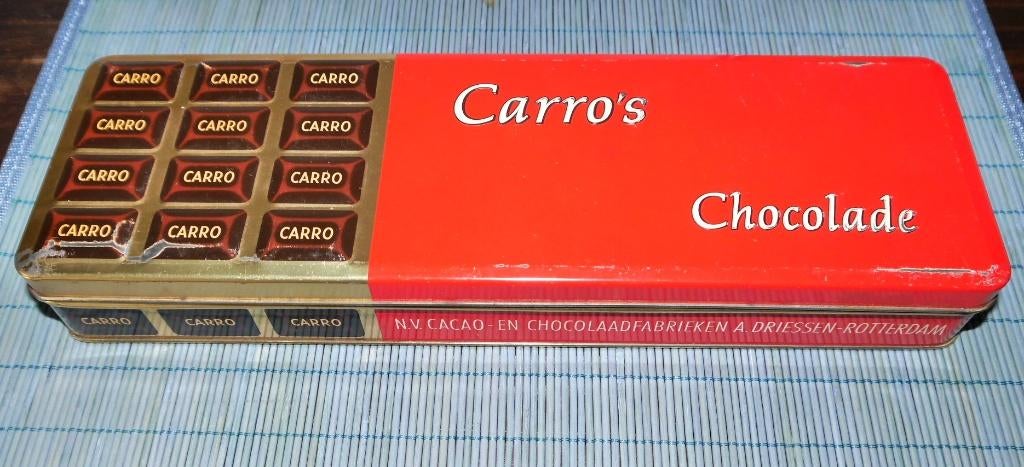 CARRO CARRO CARRO
CARRO CARRO CARRO
CARRO CARRO CARRO
CARRO CARRO CARRO
Carro's
Chocolade
CARRO CARRO CARRO
N.V. CACAO- EN CHOCOLAADFABRIEKEN A. DRIESSEN-ROTTERDAM